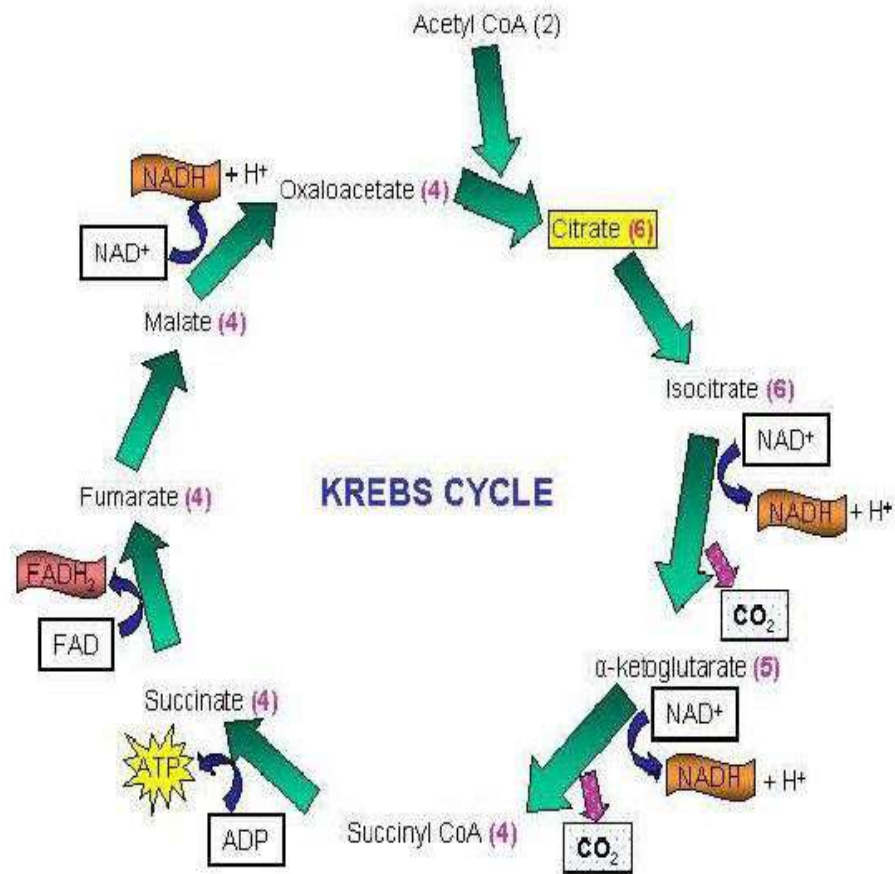 Acetyl CoA (2)
NADH + H⁺
Oxaloacetate (4)
Citrate (6)
NAD⁺
Malate (4)
Isocitrate (6)
NAD⁺
KREBS CYCLE
Fumarate (4)
NADH + H⁺
FADH₂
CO₂
FAD
α-ketoglutarate (5)
Succinate (4)
NAD⁺
ATP
NADH + H⁺
Succinyl CoA (4)
ADP
CO₂